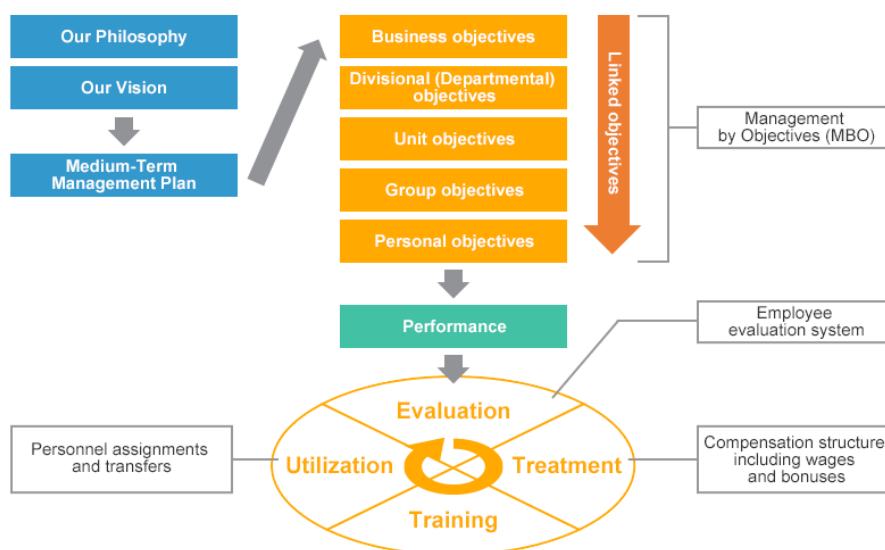 Our Philosophy
Our Vision
Medium-Term
Management Plan
Business objectives
Divisional (Departmental)
objectives
Unit objectives
Group objectives
Personal objectives
Linked objectives
Management
by Objectives (MBO)
Performance
Employee
evaluation system
Evaluation
Utilization
Treatment
Training
Personnel assignments
and transfers
Compensation structure
including wages
and bonuses